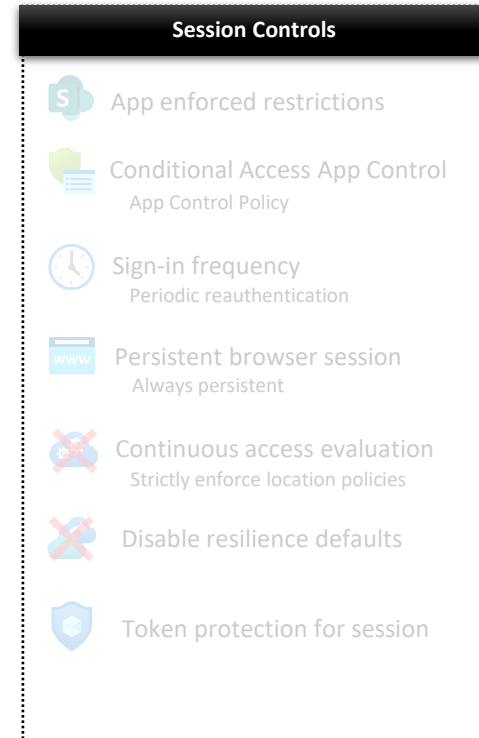 Session Controls
S
App enforced restrictions
Conditional Access App Control
App Control Policy
Sign-in frequency
Periodic reauthentication
www
Persistent browser session
Always persistent
Continuous access evaluation
Strictly enforce location policies
Disable resilience defaults
Token protection for session